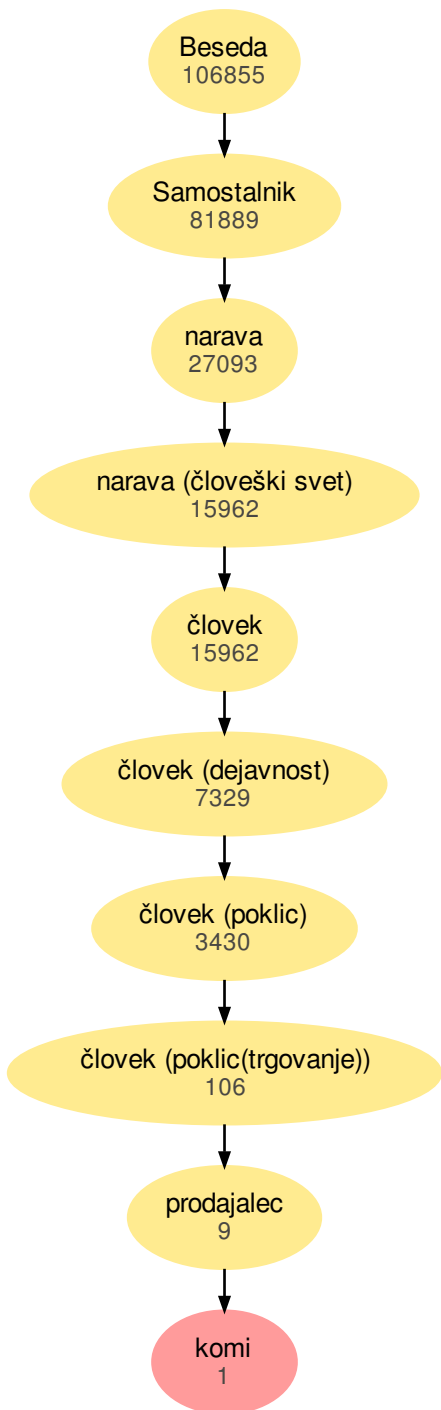 Beseda
106855
Samostalnik
81889
narava
27093
narava (človeški svet)
15962
človek
15962
človek (dejavnost)
7329
človek (poklic)
3430
človek (poklic(trgovanje))
106
prodajalec
9
komi
1